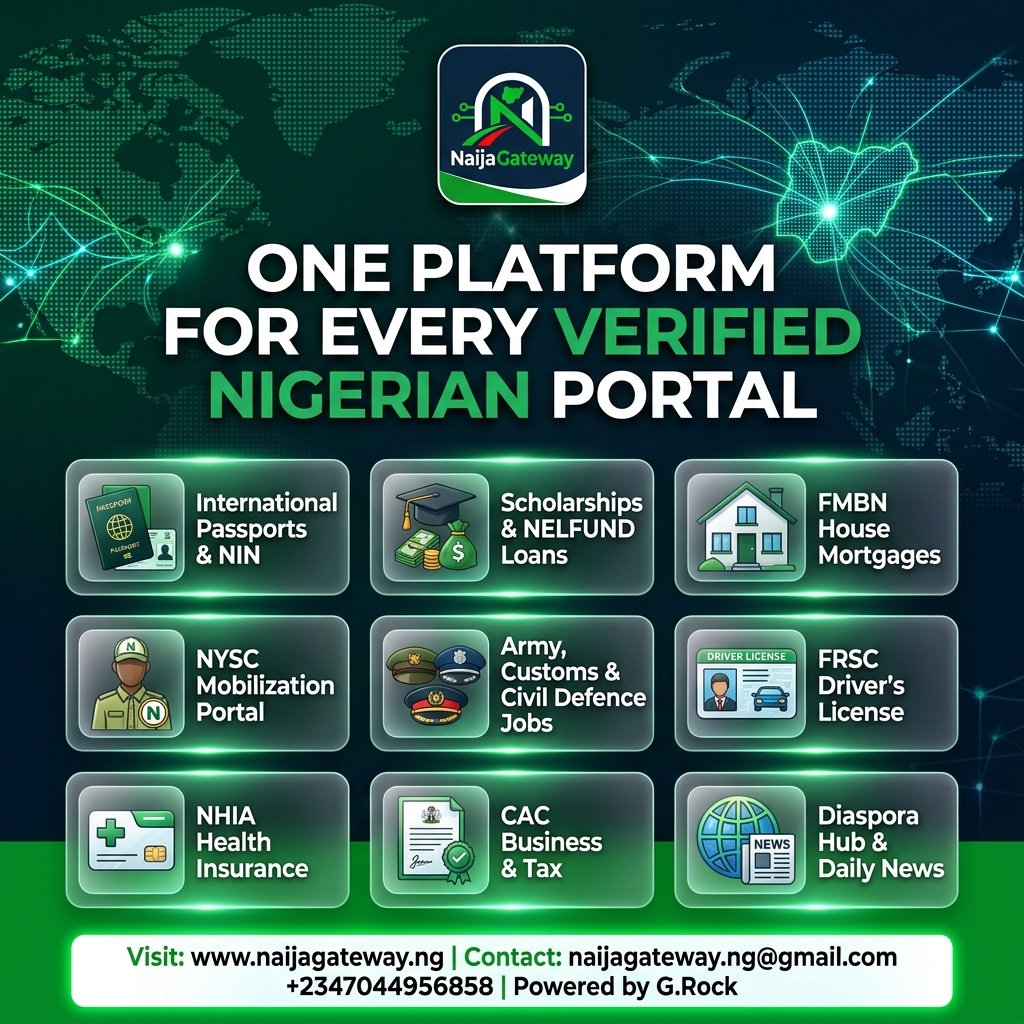 NaijaGateway
ONE PLATFORM
FOR EVERY VERIFIED
NIGERIAN PORTAL
PASSPORT
International
Passports
& NIN
$
Scholarships
& NELFUND
Loans
FMBN
House
Mortgages
N
N
NYSC
Mobilization
Portal
Army,
Customs &
Civil Defence
Jobs
DRIVER LICENSE
FRSC
Driver's
License
NHIA
Health
Insurance
CAC
Business
& Tax
NEWS
Diaspora
Hub &
Daily News
Visit: www.naijagateway.ng | Contact: naijagateway.ng@gmail.com
+2347044956858 | Powered by G.Rock